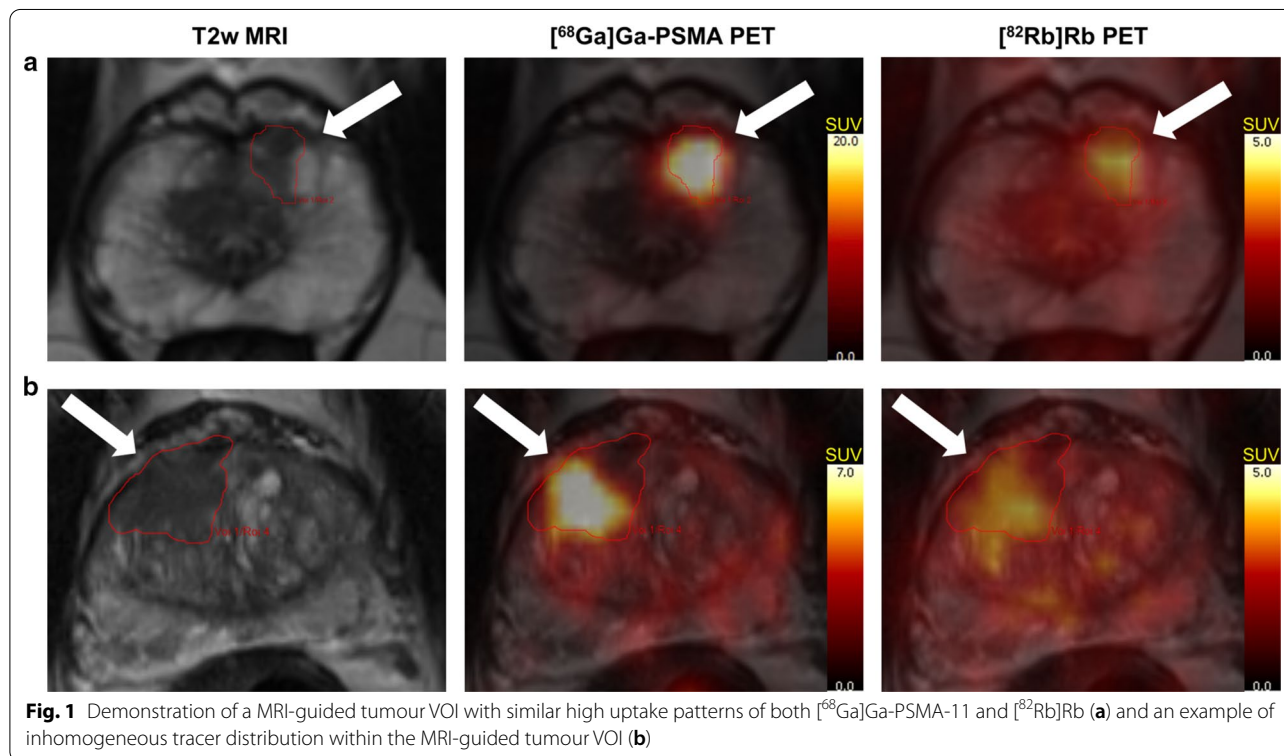 T2w MRI
[⁶⁸Ga]Ga-PSMA PET
[⁸²Rb]Rb PET
a
SUV
20.0
0.0
SUV
5.0
0.0
b
SUV
7.0
0.0
SUV
5.0
0.0
Fig. 1 Demonstration of a MRI-guided tumour VOI with similar high uptake patterns of both [⁶⁸Ga]Ga-PSMA-11 and [⁸²Rb]Rb (a) and an example of
inhomogeneous tracer distribution within the MRI-guided tumour VOI (b)